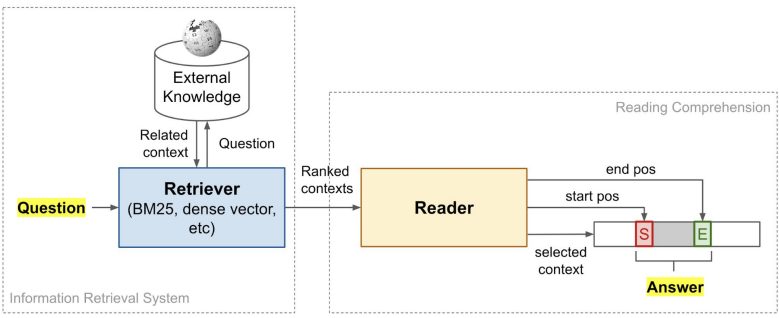 External
Knowledge
Related
context
Question
Question
Retriever
(BM25, dense vector,
etc)
Information Retrieval System
Reading Comprehension
Ranked
contexts
Reader
end pos
start pos
selected
context
S
E
Answer